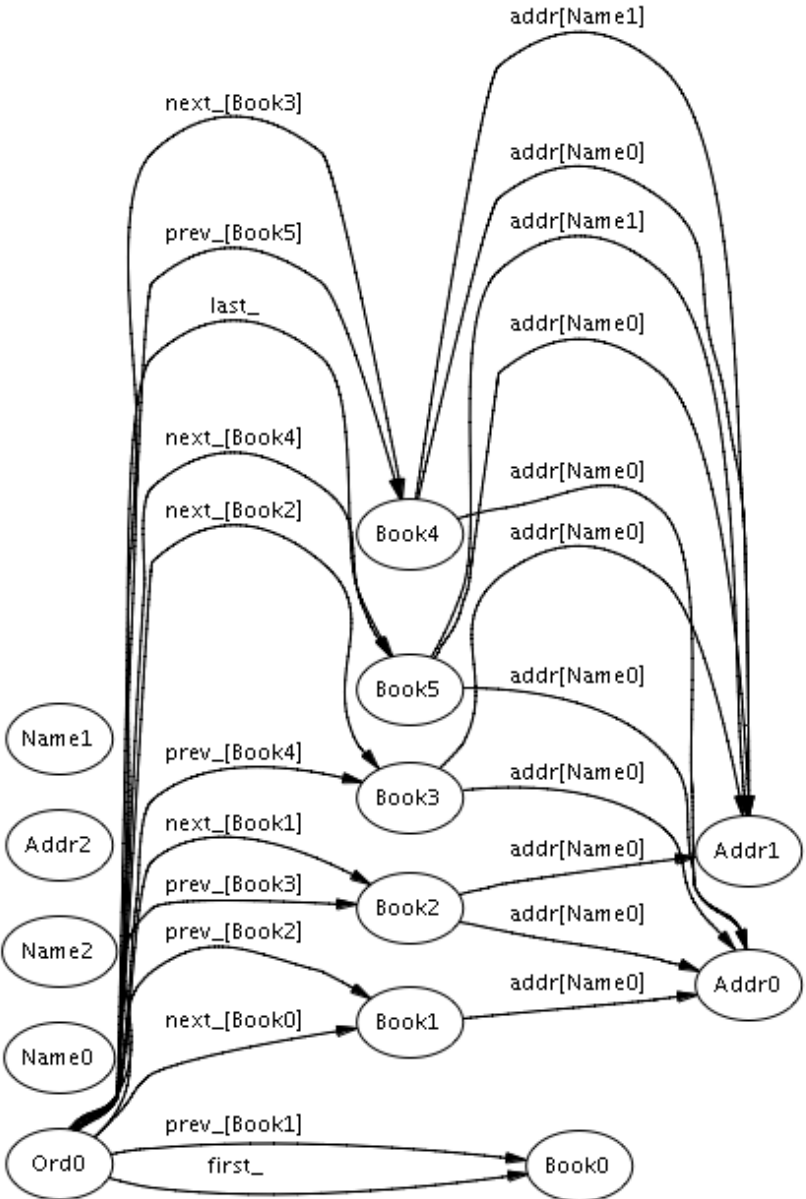 addr[Name1]
next_[Book3]
addr[Name0]
addr[Name1]
prev_[Book5]
last_
addr[Name0]
next_[Book4]
addr[Name0]
next_[Book2]
addr[Name0]
Book4
addr[Name0]
Book5
Name1
prev_[Book4]
addr[Name0]
Book3
next_[Book1]
Addr2
addr[Name0]
Addr1
prev_[Book3]
Book2
addr[Name0]
prev_[Book2]
Name2
addr[Name0]
Addr0
next_[Book0]
Book1
Name0
prev_[Book1]
Ord0
first_
Book0